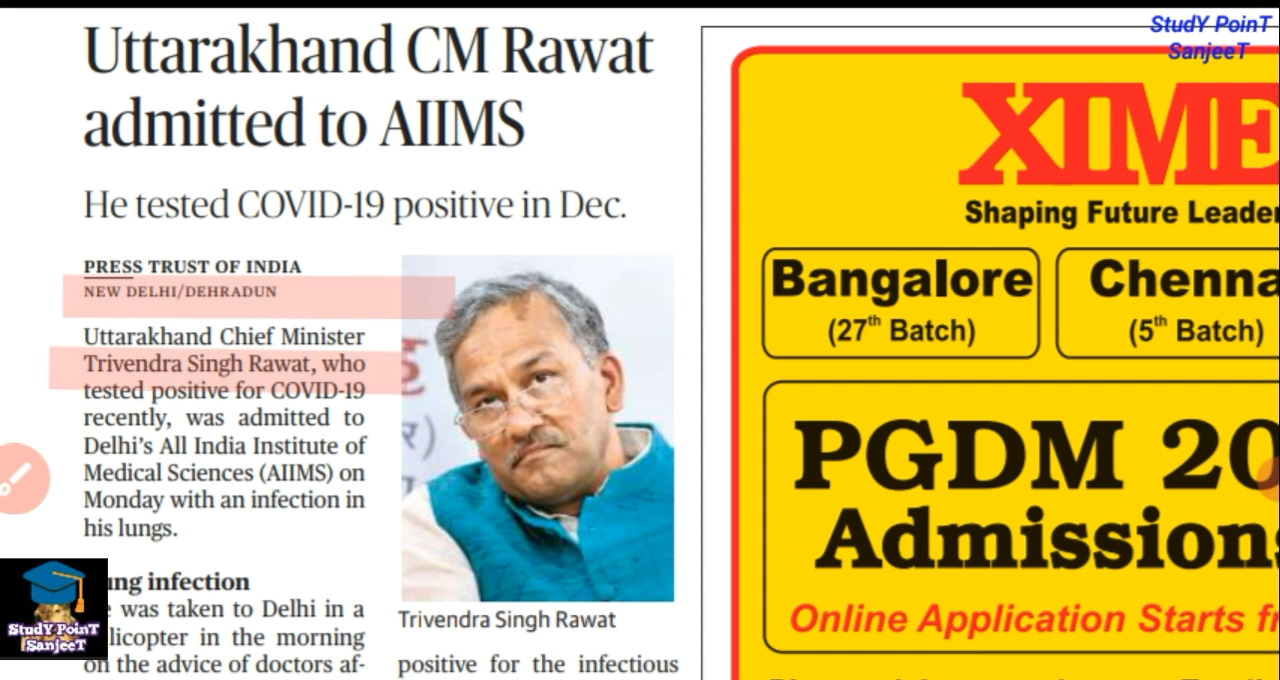 Uttarakhand CM Rawat
admitted to AIIMS
He tested COVID-19 positive in Dec.
PRESS TRUST OF INDIA
NEW DELHI/DEHRADUN
Uttarakhand Chief Minister
Trivendra Singh Rawat, who
tested positive for COVID-19
recently, was admitted to
Delhi's All India Institute of
Medical Sciences (AIIMS) on
Monday with an infection in
his lungs.
ung infection
e was taken to Delhi in a
licopter in the morning
on the advice of doctors af-
Trivendra Singh Rawat
positive for the infectious
StudY PoinT
SanjeeT
XIME
Shaping Future Leader
Bangalore
(27th Batch)
Chenna
(5th Batch)
PGDM 20
Admissions
Online Application Starts fr
StudY PoinT
SanjeeT